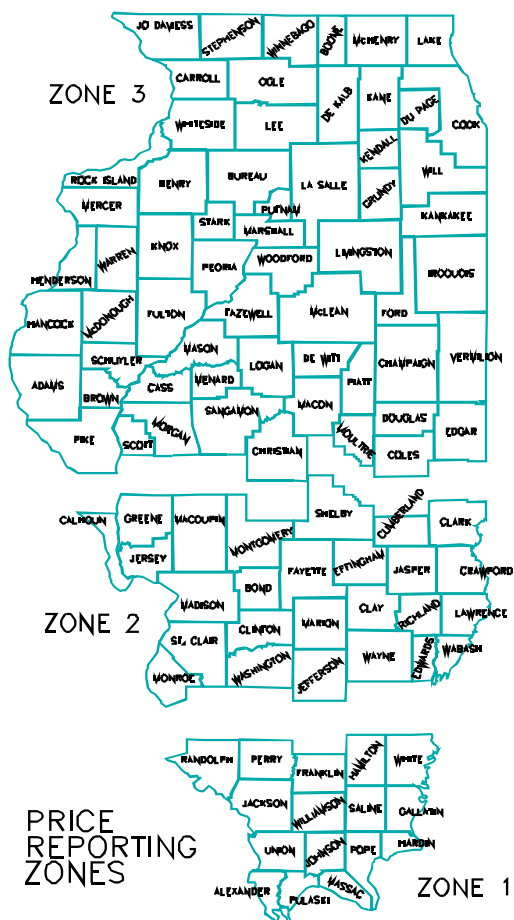 JO DAVIESS
STEPHENSON
WINNEBAGO
BOONE
McHENRY
LAKE
CARROLL
OGLE
DE KALB
KANE
DU PAGE
COOK
ZONE 3
WHITESIDE
LEE
KENDALL
ROCK ISLAND
HENRY
BUREAU
LA SALLE
GRUNDY
WILL
MERCER
PUTNAM
KANKAKEE
STARK
MARSHALL
HENDERSON
WARREN
KNOX
PEORIA
WOODFORD
LIVINGSTON
IROQUOIS
HANCOCK
McDONOUGH
FULTON
TAZEWELL
McLEAN
FORD
SCHUYLER
MASON
LOGAN
DE WITT
CHAMPAIGN
VERMILION
ADAMS
BROWN
CASS
MENARD
PIATT
PIKE
SCOTT
MORGAN
SANGAMON
MACON
DOUGLAS
EDGAR
CHRISTIAN
MOULTRIE
COLES
CALHOUN
GREENE
MACOUPIN
MONTGOMERY
SHELBY
CUMBERLAND
CLARK
JERSEY
FAYETTE
EFFINGHAM
JASPER
CRAWFORD
MADISON
BOND
CLAY
RICHLAND
LAWRENCE
ZONE 2
ST. CLAIR
CLINTON
MARION
WAYNE
EDWARDS
WABASH
MONROE
WASHINGTON
JEFFERSON
RANDOLPH
PERRY
FRANKLIN
HAMILTON
WHITE
JACKSON
WILLIAMSON
SALINE
GALLATIN
PRICE
REPORTING
ZONES
UNION
JOHNSON
POPE
HARDIN
ALEXANDER
PULASKI
MASSAC
ZONE 1